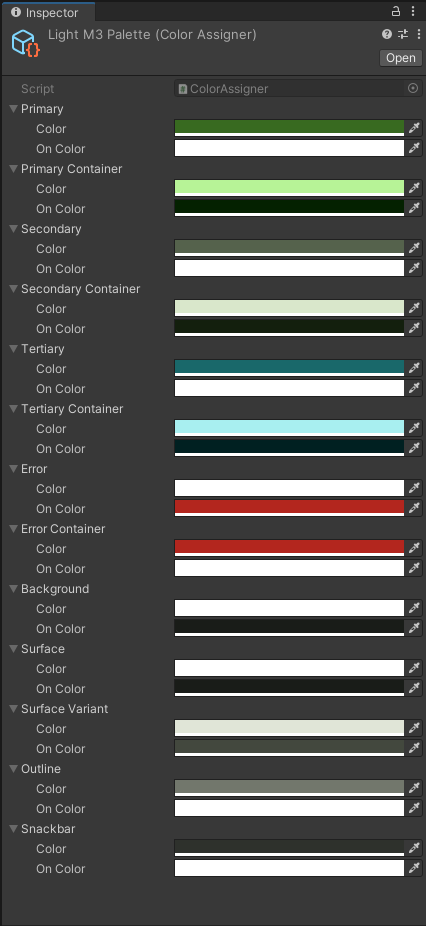 Inspector
Light M3 Palette (Color Assigner)
Open
Script ColorAssigner
Primary
Color
On Color
Primary Container
Color
On Color
Secondary
Color
On Color
Secondary Container
Color
On Color
Tertiary
Color
On Color
Tertiary Container
Color
On Color
Error
Color
On Color
Error Container
Color
On Color
Background
Color
On Color
Surface
Color
On Color
Surface Variant
Color
On Color
Outline
Color
On Color
Snackbar
Color
On Color